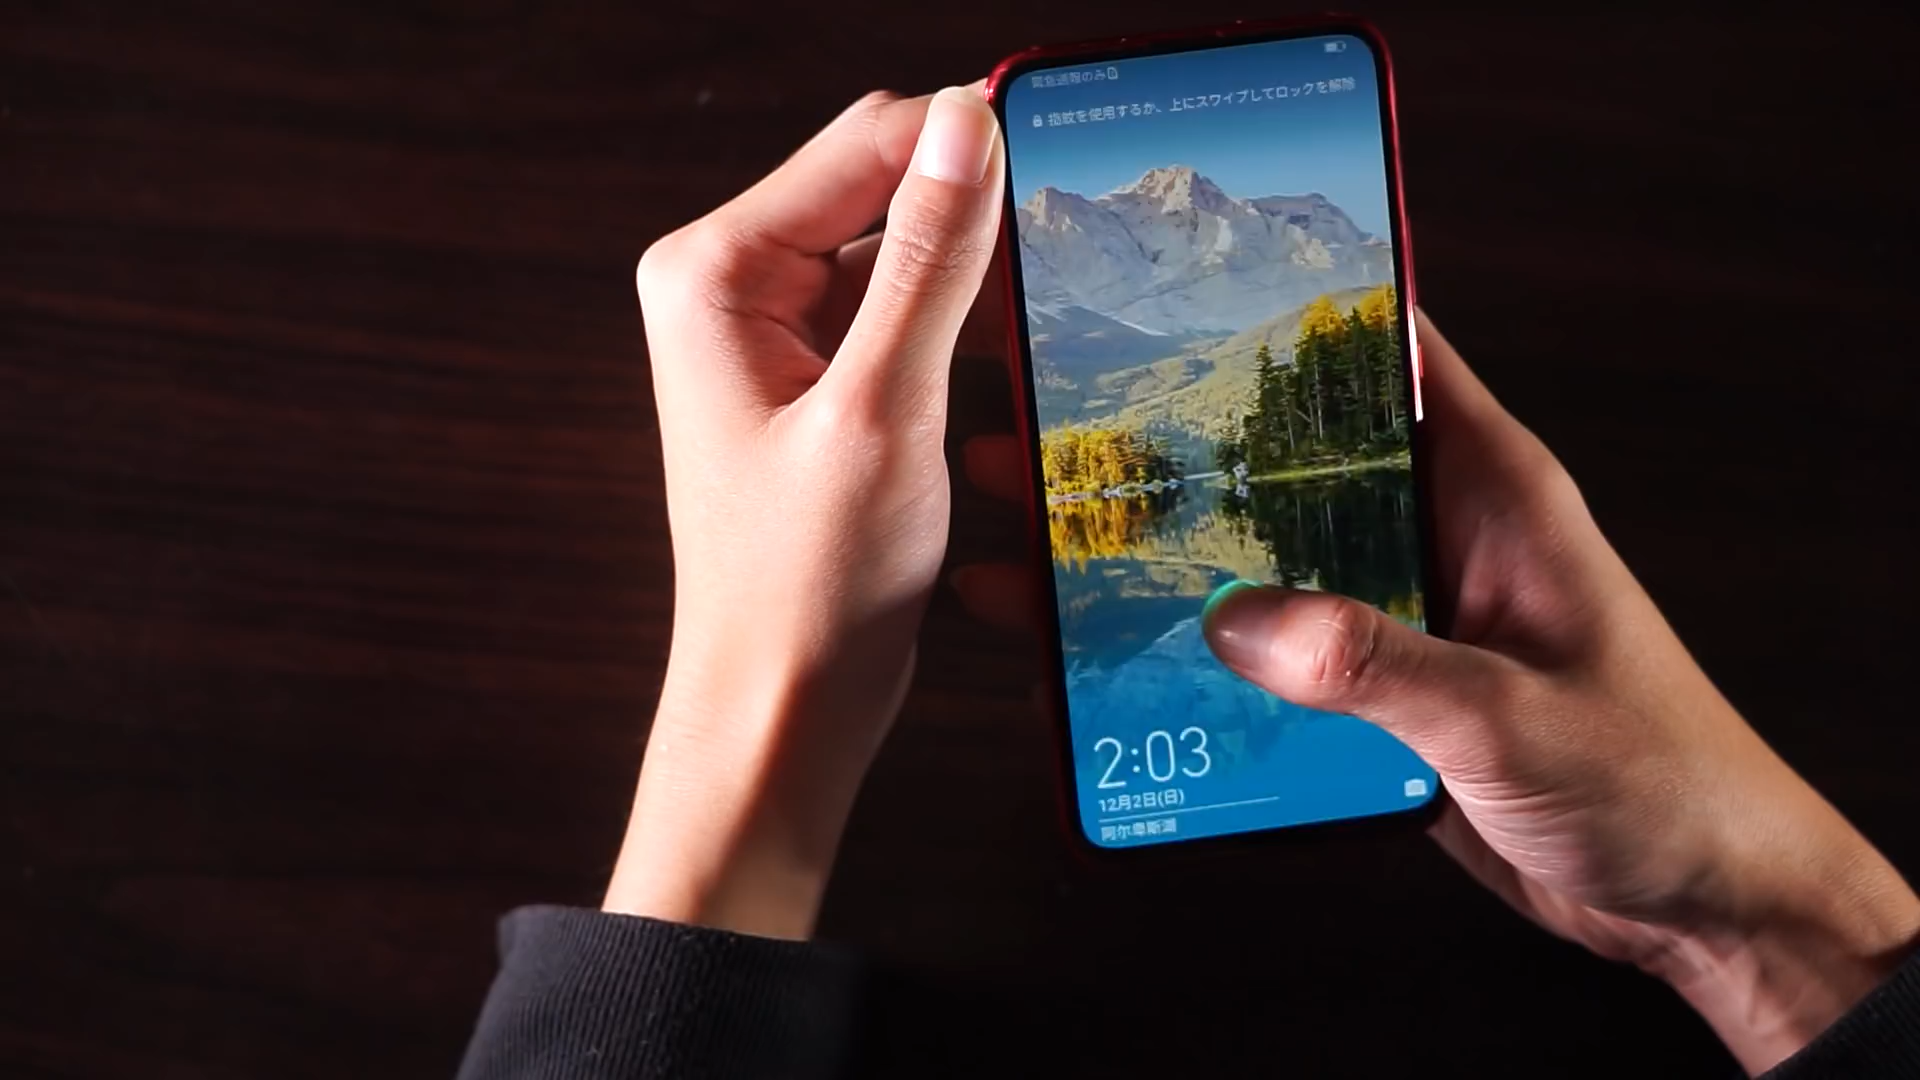 緊急通報のみ
指紋を使用するか、上にスワイプしてロックを解除
2:03
12月2日(日)
阿尔卑斯湖